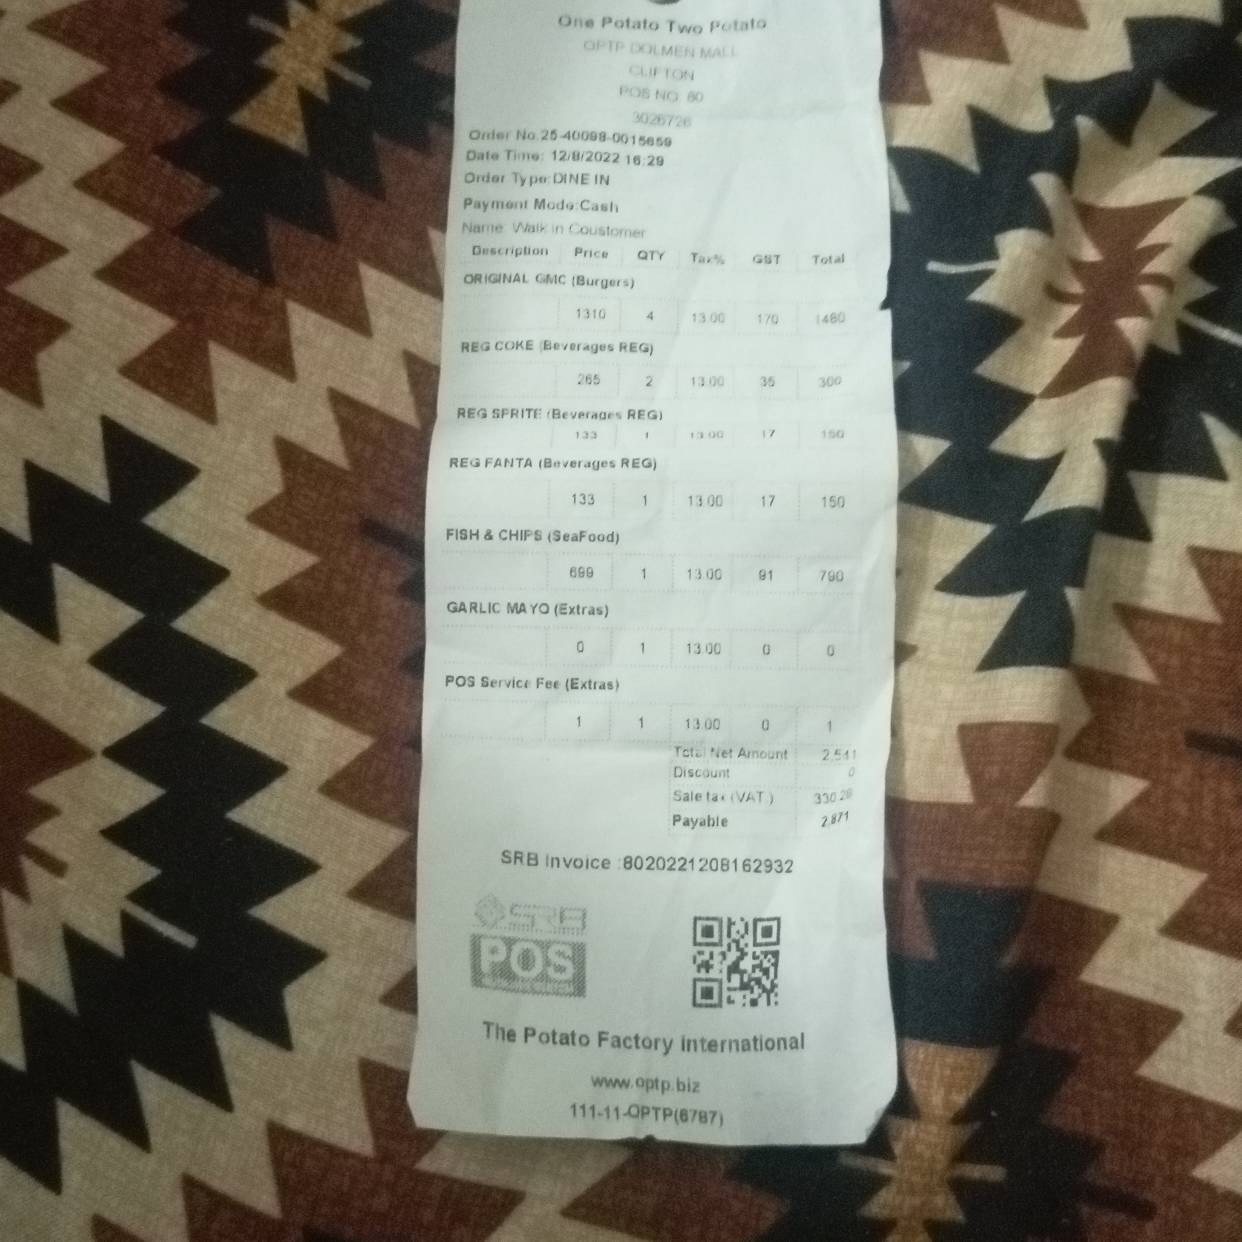 One Potato Two Potato
OPTP DOLMEN MALL
CLIFTON
POS NO. 80
3026726
Order No.25-40098-0015659
Date Time: 12/8/2022 16:29
Order Type:DINE IN
Payment Mode:Cash
Name: Walk in Coustomer
Description Price QTY Tax% GST Total
ORIGINAL GMC (Burgers)
1310 4 13.00 170 1480
REG COKE (Beverages REG)
265 2 13.00 35 300
REG SPRITE (Beverages REG)
133 1 13.00 17 150
REG FANTA (Beverages REG)
133 1 13.00 17 150
FISH & CHIPS (SeaFood)
699 1 13.00 91 790
GARLIC MAYO (Extras)
0 1 13.00 0 0
POS Service Fee (Extras)
1 1 13.00 0 1
Total Net Amount 2,541
Discount 0
Sale tax (VAT ) 330.28
Payable 2,871
SRB Invoice :8020221208162932
SRB
POS
The Potato Factory international
www.optp.biz
111-11-OPTP(6787)